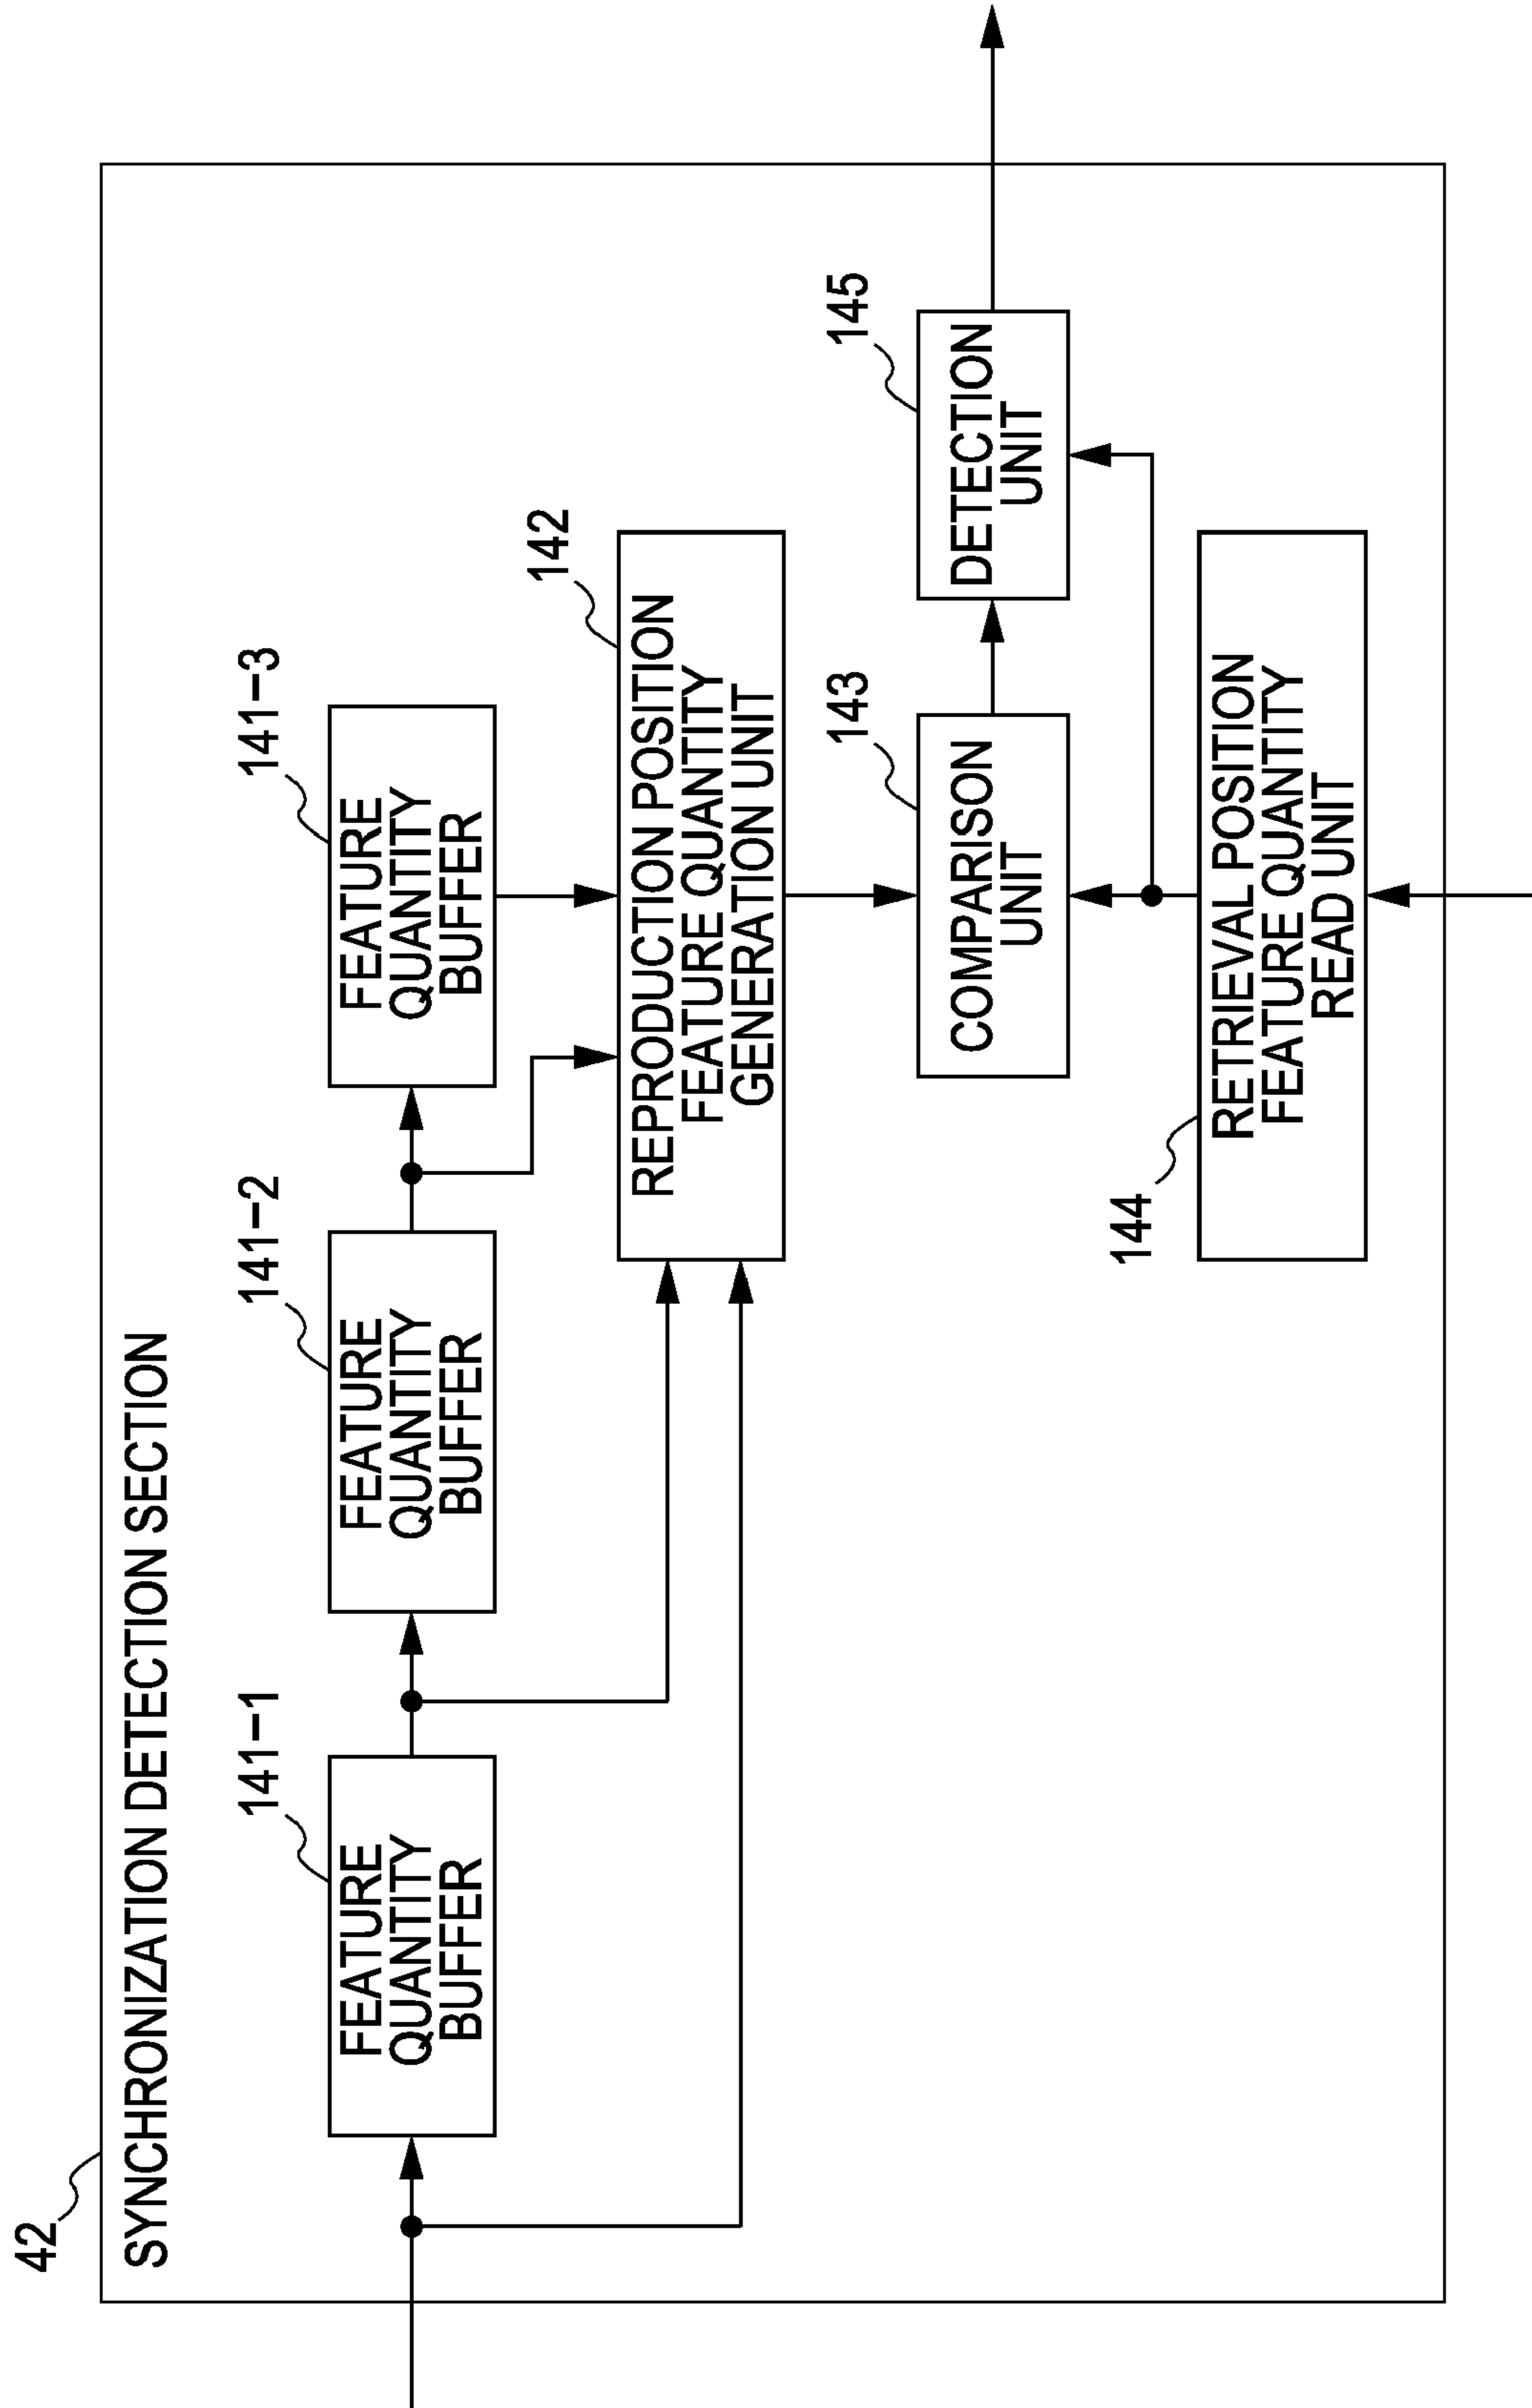 42
SYNCHRONIZATION DETECTION SECTION
141-1
FEATURE
QUANTITY
BUFFER
141-2
FEATURE
QUANTITY
BUFFER
141-3
FEATURE
QUANTITY
BUFFER
142
REPRODUCTION POSITION
FEATURE QUANTITY
GENERATION UNIT
143
COMPARISON
UNIT
145
DETECTION
UNIT
144
RETRIEVAL POSITION
FEATURE QUANTITY
READ UNIT